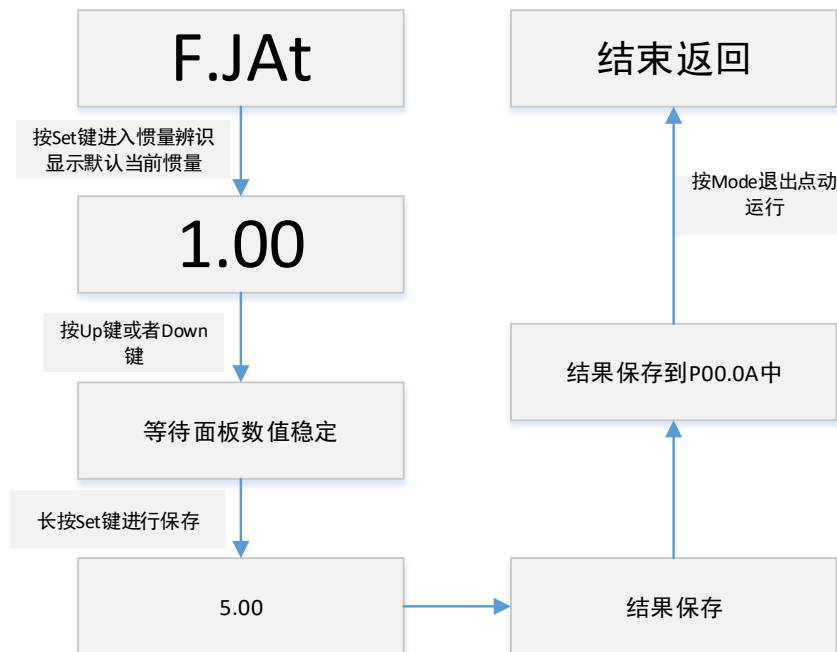 F.JAt
按Set键进入惯量辨识
显示默认当前惯量
1.00
按Up键或者Down
键
等待面板数值稳定
长按Set键进行保存
5.00
结果保存
结果保存到P00.0A中
按Mode退出点动
运行
结束返回